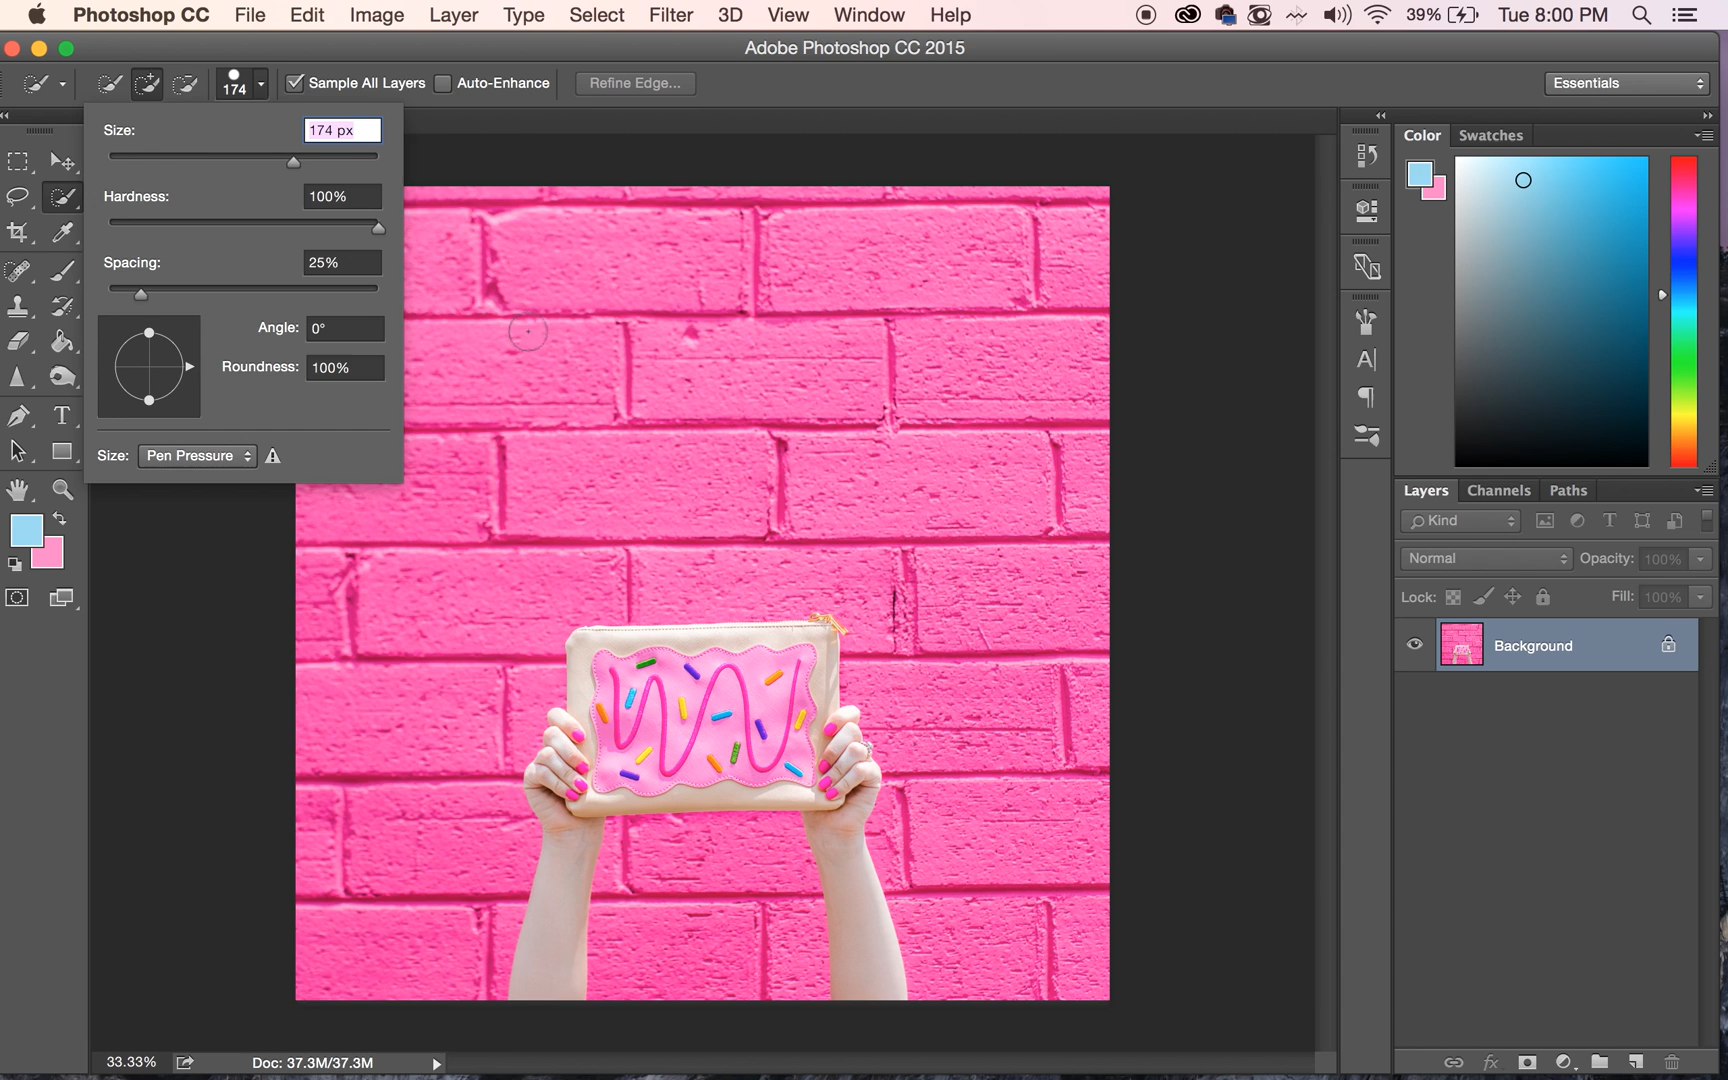 Photoshop CC File Edit Image Layer Type Select Filter 3D View Window Help 39% Tue 8:00 PM
Adobe Photoshop CC 2015
174 Sample All Layers Auto-Enhance Refine Edge... Essentials
Size: 174 px
Hardness: 100%
Spacing: 25%
Angle: 0°
Roundness: 100%
Size: Pen Pressure
Color Swatches
Layers Channels Paths
Kind
Normal Opacity: 100%
Lock: Fill: 100%
Background
33.33% Doc: 37.3M/37.3M